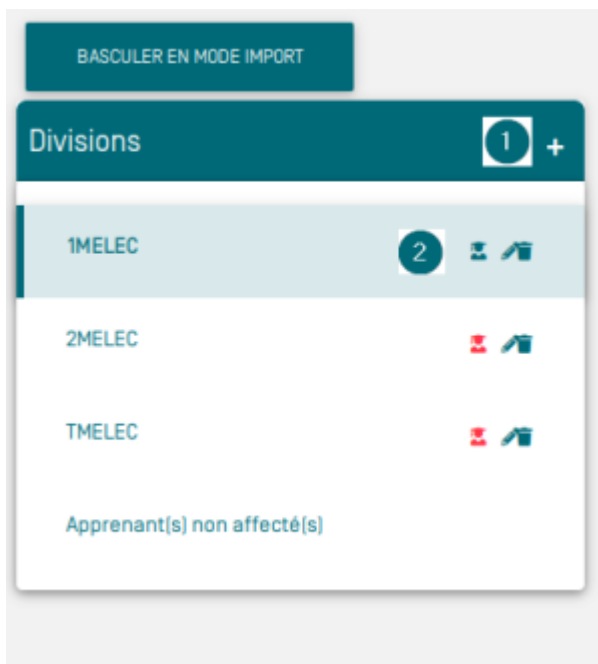 BASCULER EN MODE IMPORT
Divisions 1 +
1MELEC 2
2MELEC
TMELEC
Apprenant(s) non affecté(s)